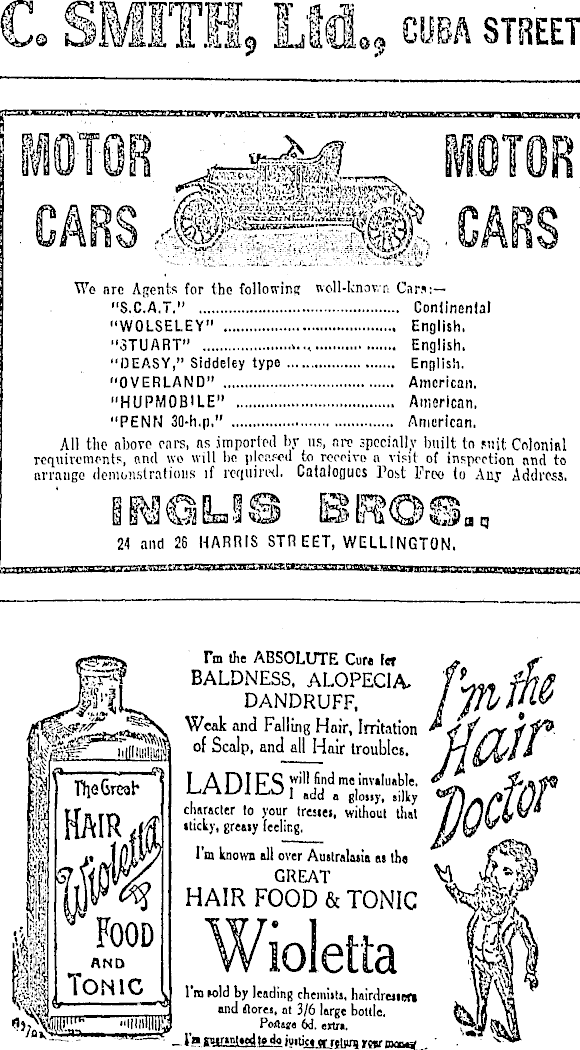 C. SMITH, Ltd., CUBA STREET
MOTOR CARS
MOTOR CARS
We are Agents for the following well-known Cars:—
"S.C.A.T." ........................................ Continental
"WOLSELEY" ........................................ English.
"STUART" ........................................ English.
"DEASY," Siddeley type ........................ English.
"OVERLAND" ........................................ American.
"HUPMOBILE" ........................................ American.
"PENN 30-h.p." ........................................ American.
All the above cars, as imported by us, are specially built to suit Colonial
requirements, and we will be pleased to receive a visit of inspection and to
arrange demonstrations if required. Catalogues Post Free to Any Address.
INGLIS BROS.,
24 and 26 HARRIS STREET, WELLINGTON.
The Great
HAIR
Wioletta
FOOD
AND
TONIC
I'm the ABSOLUTE Cure for
BALDNESS, ALOPECIA,
DANDRUFF,
Weak and Falling Hair, Irritation
of Scalp, and all Hair troubles.
LADIES will find me invaluable.
I add a glossy, silky
character to your tresses, without that
sticky, greasy feeling.
I'm known all over Australasia as the
GREAT
HAIR FOOD & TONIC
Wioletta
I'm sold by leading chemists, hairdressers
and stores, at 3/6 large bottle.
Postage 6d. extra.
I'm guaranteed to do justice or return your money
I'm the
Hair
Doctor